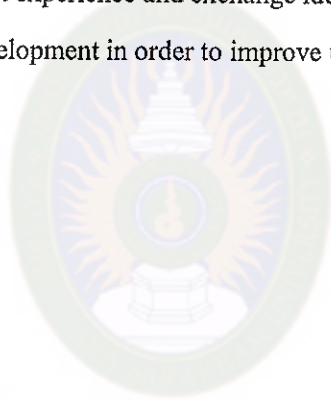 experience and exchange ide
elopment in order to improve